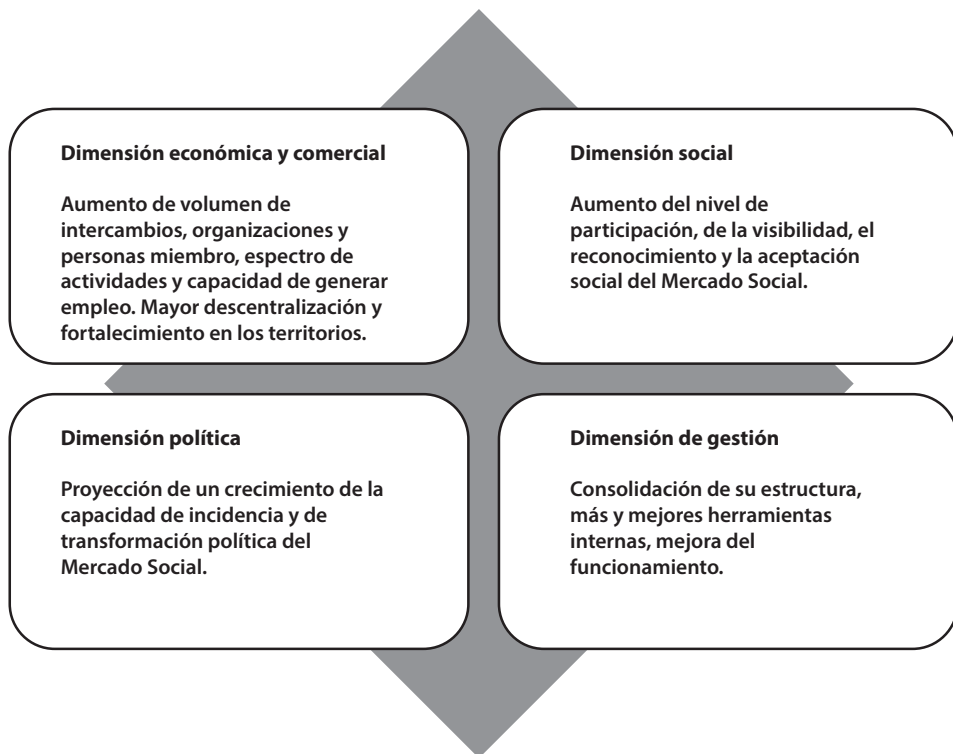 Dimensión económica y comercial
Aumento de volumen de
intercambios, organizaciones y
personas miembro, espectro de
actividades y capacidad de generar
empleo. Mayor descentralización y
fortalecimiento en los territorios.
Dimensión social
Aumento del nivel de
participación, de la visibilidad, el
reconocimiento y la aceptación
social del Mercado Social.
Dimensión política
Proyección de un crecimiento de la
capacidad de incidencia y de
transformación política del
Mercado Social.
Dimensión de gestión
Consolidación de su estructura,
más y mejores herramientas
internas, mejora del
funcionamiento.